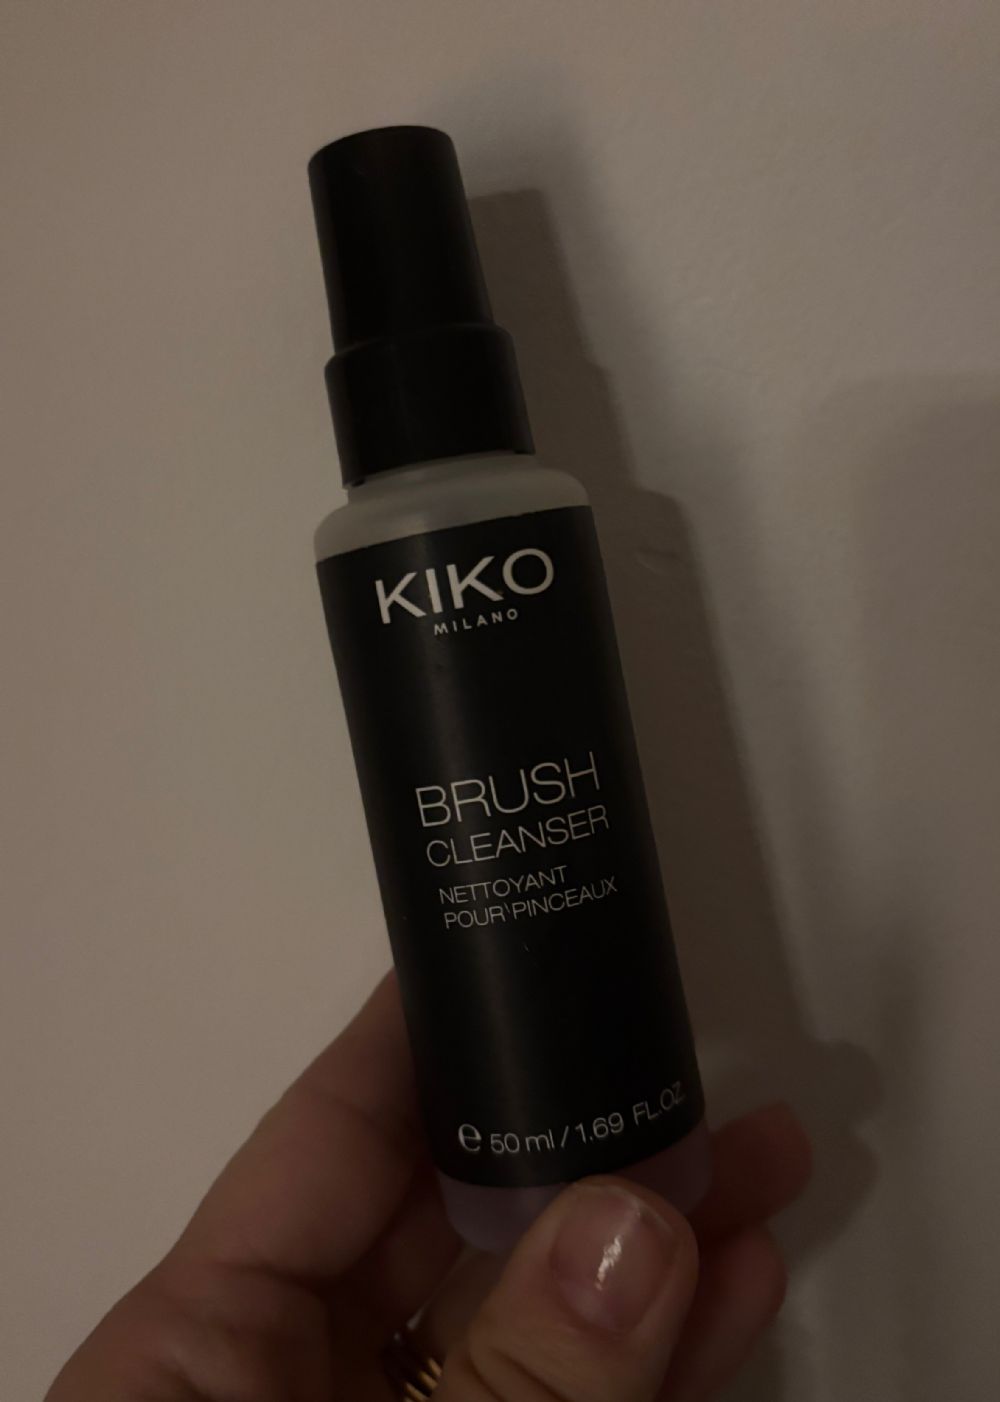 KIKO
MILANO
BRUSH
CLEANSER
NETTOYANT
POUR PINCEAUX
℮ 50 ml / 1.69 FL.OZ